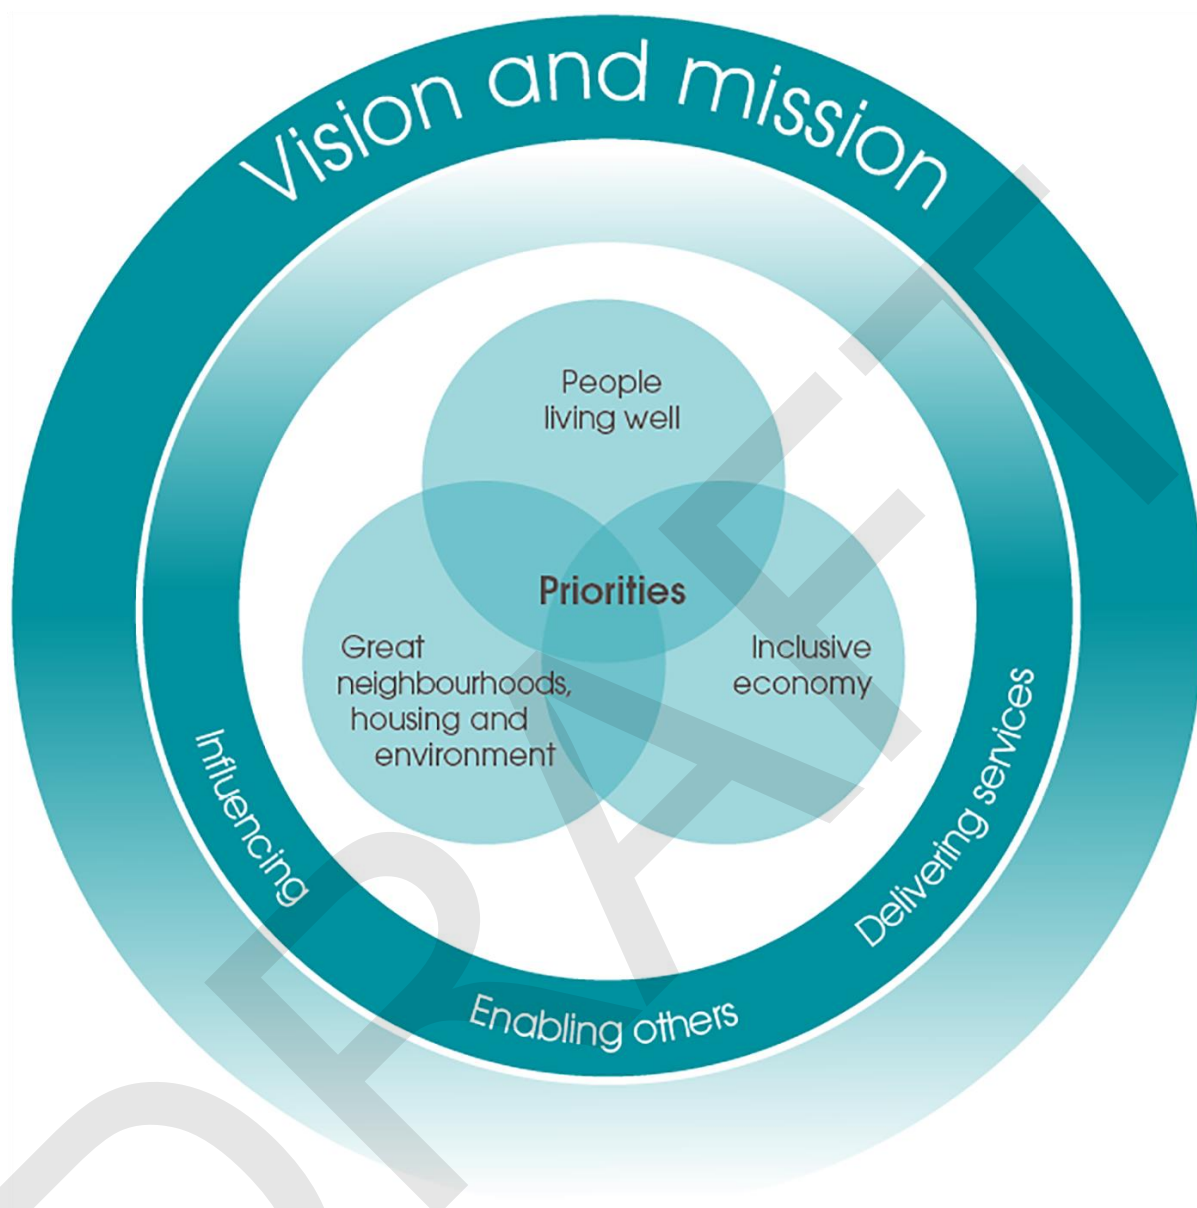 Vision and mission
People
living well
Priorities
Great
neighbourhoods,
housing and
environment
Inclusive
economy
Influencing
Enabling others
Delivering services
DRAFT